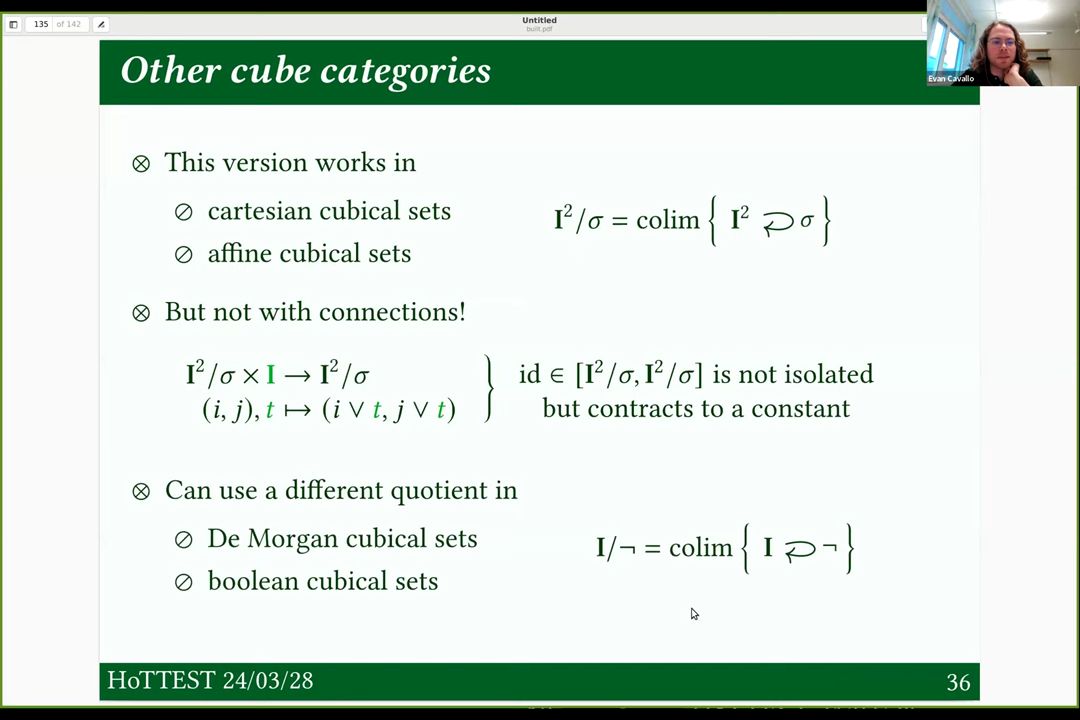 135 of 142
Untitled
built.pdf
Evan Cavallo
Other cube categories
⊗ This version works in
⊘ cartesian cubical sets
⊘ affine cubical sets
I²/σ = colim { I² ⊃ σ }
⊗ But not with connections!
I²/σ × I → I²/σ
(i, j), t ↦ (i ∨ t, j ∨ t)
id ∈ [I²/σ, I²/σ] is not isolated
but contracts to a constant
⊗ Can use a different quotient in
⊘ De Morgan cubical sets
⊘ boolean cubical sets
I/¬ = colim { I ⊃ ¬ }
HoTTEST 24/03/28
36